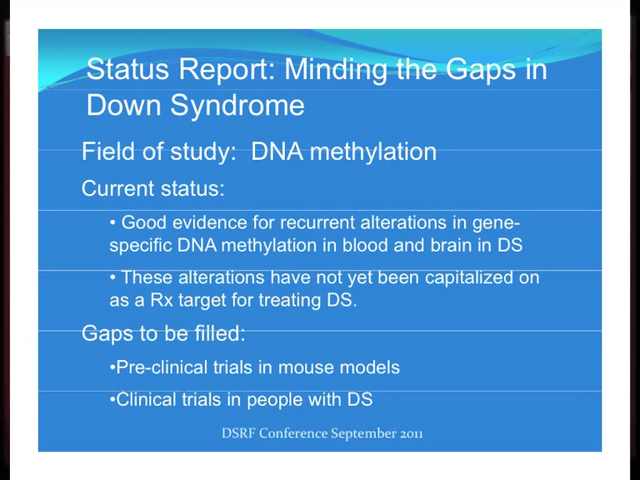 Status Report: Minding the Gaps in
Down Syndrome
Field of study:  DNA methylation
Current status:
• Good evidence for recurrent alterations in gene-
specific DNA methylation in blood and brain in DS
• These alterations have not yet been capitalized on
as a Rx target for treating DS.
Gaps to be filled:
•Pre-clinical trials in mouse models
•Clinical trials in people with DS
DSRF Conference September 2011